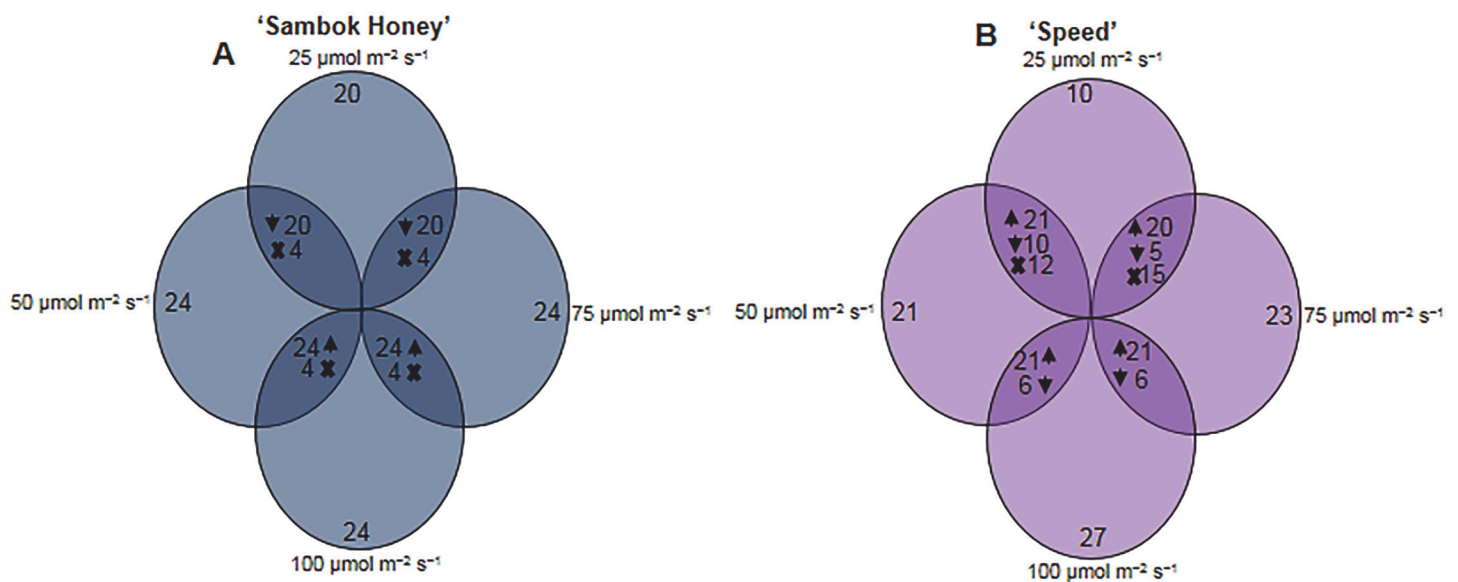 ‘Sambok Honey’
A
25 µmol m⁻² s⁻¹
20
20
4
20
4
50 µmol m⁻² s⁻¹
24
24
75 µmol m⁻² s⁻¹
24
4
24
4
24
100 µmol m⁻² s⁻¹
B
‘Speed’
25 µmol m⁻² s⁻¹
10
21
10
12
20
5
15
50 µmol m⁻² s⁻¹
21
23
75 µmol m⁻² s⁻¹
21
6
21
6
27
100 µmol m⁻² s⁻¹